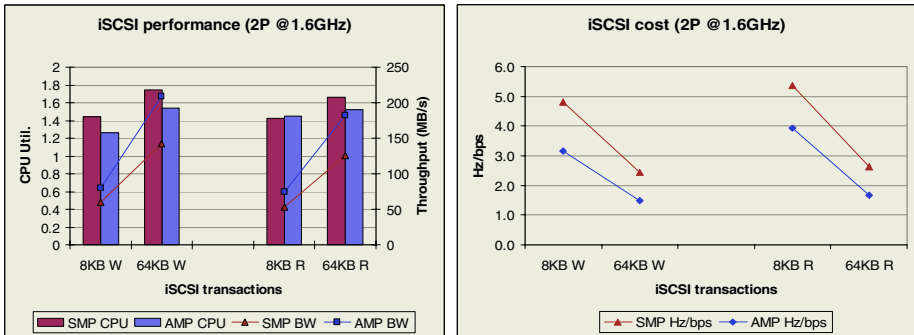 iSCSI performance (2P @1.6GHz)
2
1.8
1.6
1.4
1.2
1
0.8
0.6
0.4
0.2
0
CPU Util.
250
200
150
100
50
0
Throughput (MB/s)
8KB W 64KB W 8KB R 64KB R
iSCSI transactions
SMP CPU AMP CPU SMP BW AMP BW
iSCSI cost (2P @1.6GHz)
6.0
5.0
4.0
3.0
2.0
1.0
0.0
Hz/bps
8KB W 64KB W 8KB R 64KB R
iSCSI transactions
SMP Hz/bps AMP Hz/bps